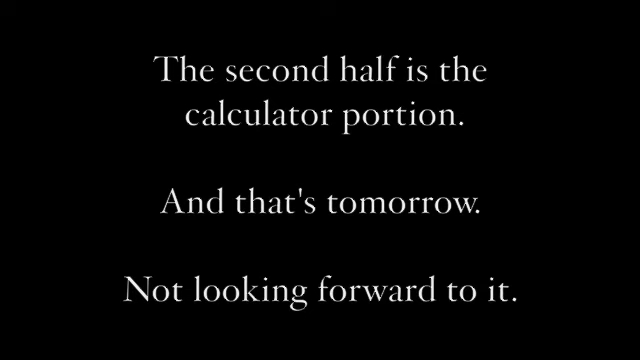 The second half is the
calculator portion.
And that's tomorrow.
Not looking forward to it.